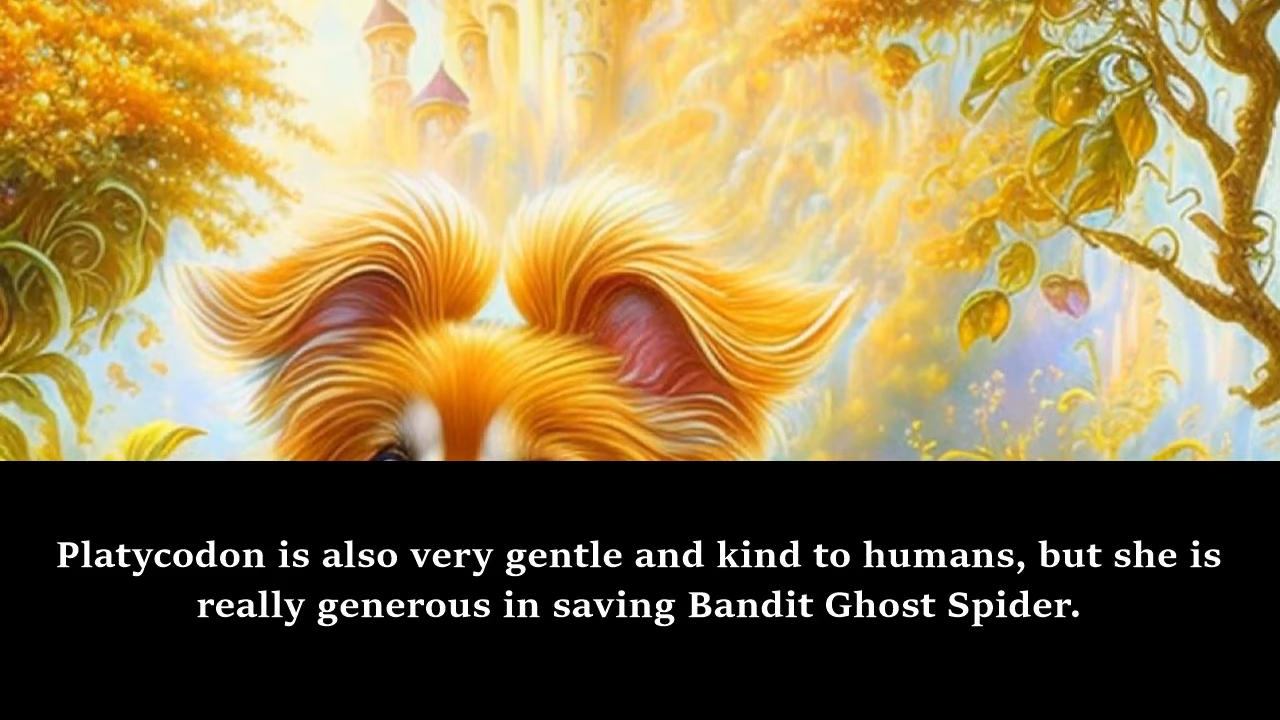 Platycodon is also very gentle and kind to humans, but she is
really generous in saving Bandit Ghost Spider.